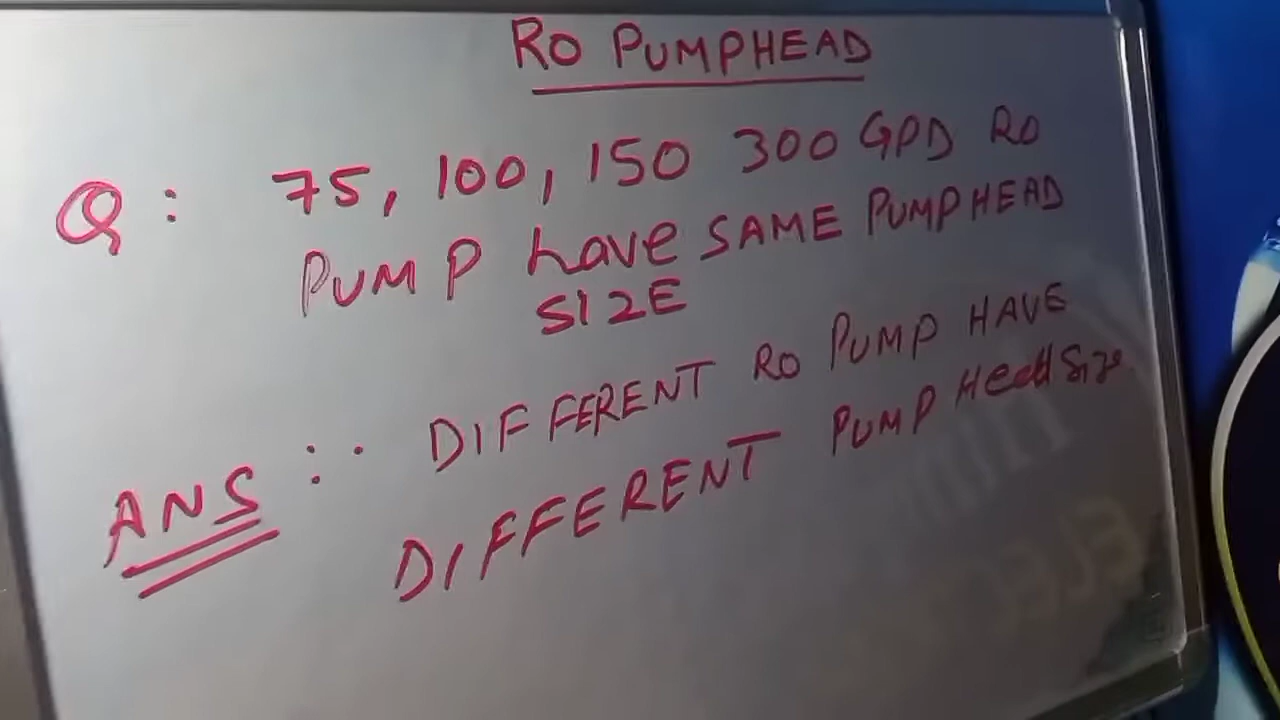 RO PUMPHEAD
Q: 75, 100, 150 300 GPD RO
PUMP have SAME PUMPHEAD
SIZE
ANS :· DIFFERENT RO PUMP HAVE
DIFFERENT PUMP Head Size.